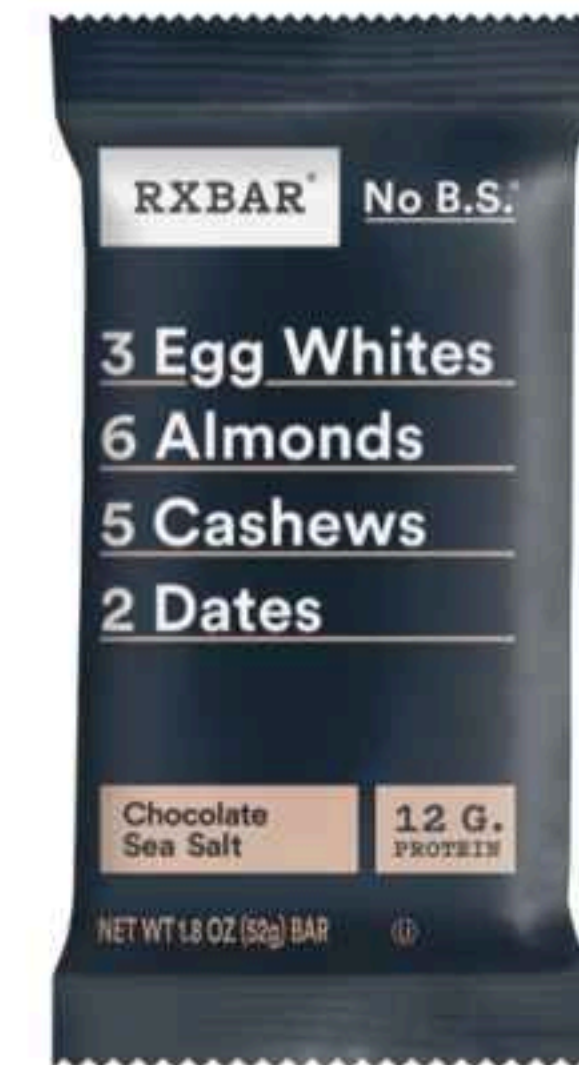 RXBAR® No B.S.®
3 Egg Whites
6 Almonds
5 Cashews
2 Dates
Chocolate
Sea Salt
12 G.
PROTEIN
NET WT 1.8 OZ (52g) BAR